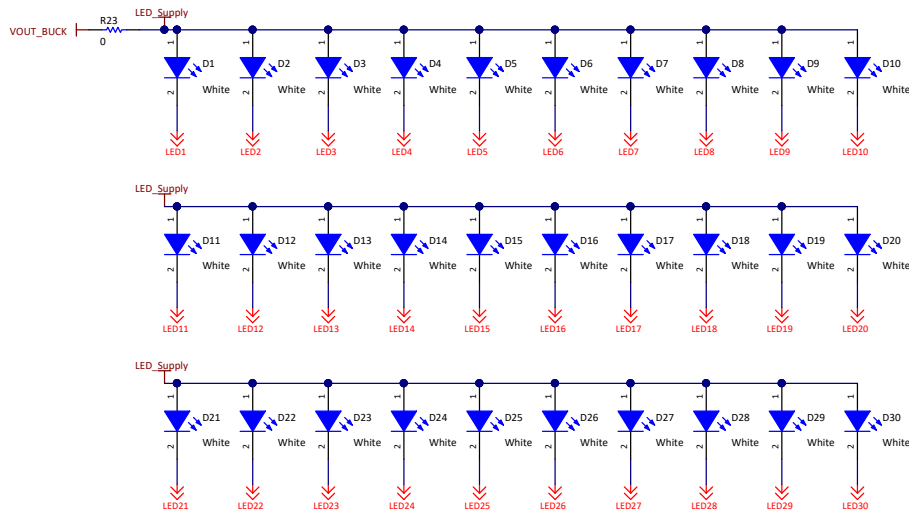 LED_Supply
R23
VOUT_BUCK
0
1 1 1 1 1 1 1 1 1 1
D1 D2 D3 D4 D5 D6 D7 D8 D9 D10
2 2 2 2 2 2 2 2 2 2
White White White White White White White White White White
LED1 LED2 LED3 LED4 LED5 LED6 LED7 LED8 LED9 LED10
LED_Supply
1 1 1 1 1 1 1 1 1 1
D11 D12 D13 D14 D15 D16 D17 D18 D19 D20
2 2 2 2 2 2 2 2 2 2
White White White White White White White White White White
LED11 LED12 LED13 LED14 LED15 LED16 LED17 LED18 LED19 LED20
LED_Supply
1 1 1 1 1 1 1 1 1 1
D21 D22 D23 D24 D25 D26 D27 D28 D29 D30
2 2 2 2 2 2 2 2 2 2
White White White White White White White White White White
LED21 LED22 LED23 LED24 LED25 LED26 LED27 LED28 LED29 LED30